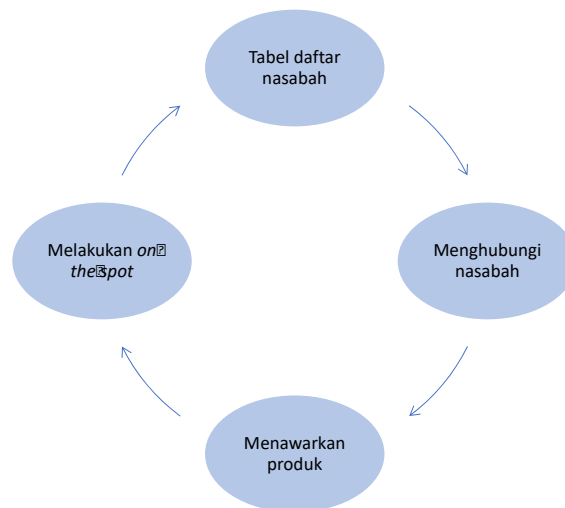 Tabel daftar
nasabah
Menghubungi
nasabah
Menawarkan
produk
Melakukan on
the spot